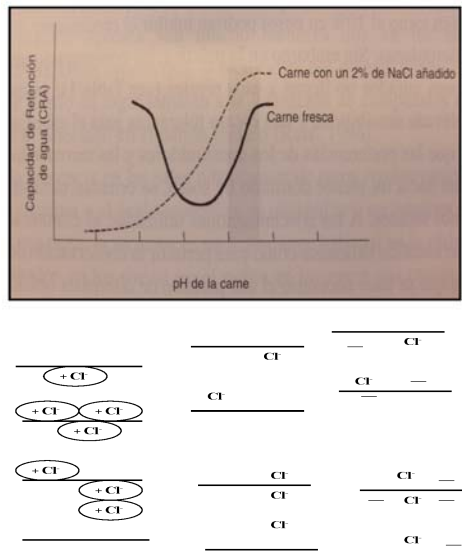 Capacidad de Retención
de agua (CRA)
Carne con un 2% de NaCl añadido
Carne fresca
pH de la carne
Cl-
Cl-
+ Cl-
Cl-
Cl-
+ Cl- + Cl-
+ Cl-
+ Cl-
Cl-
Cl-
+ Cl-
Cl-
Cl-
+ Cl-
Cl-
Cl-